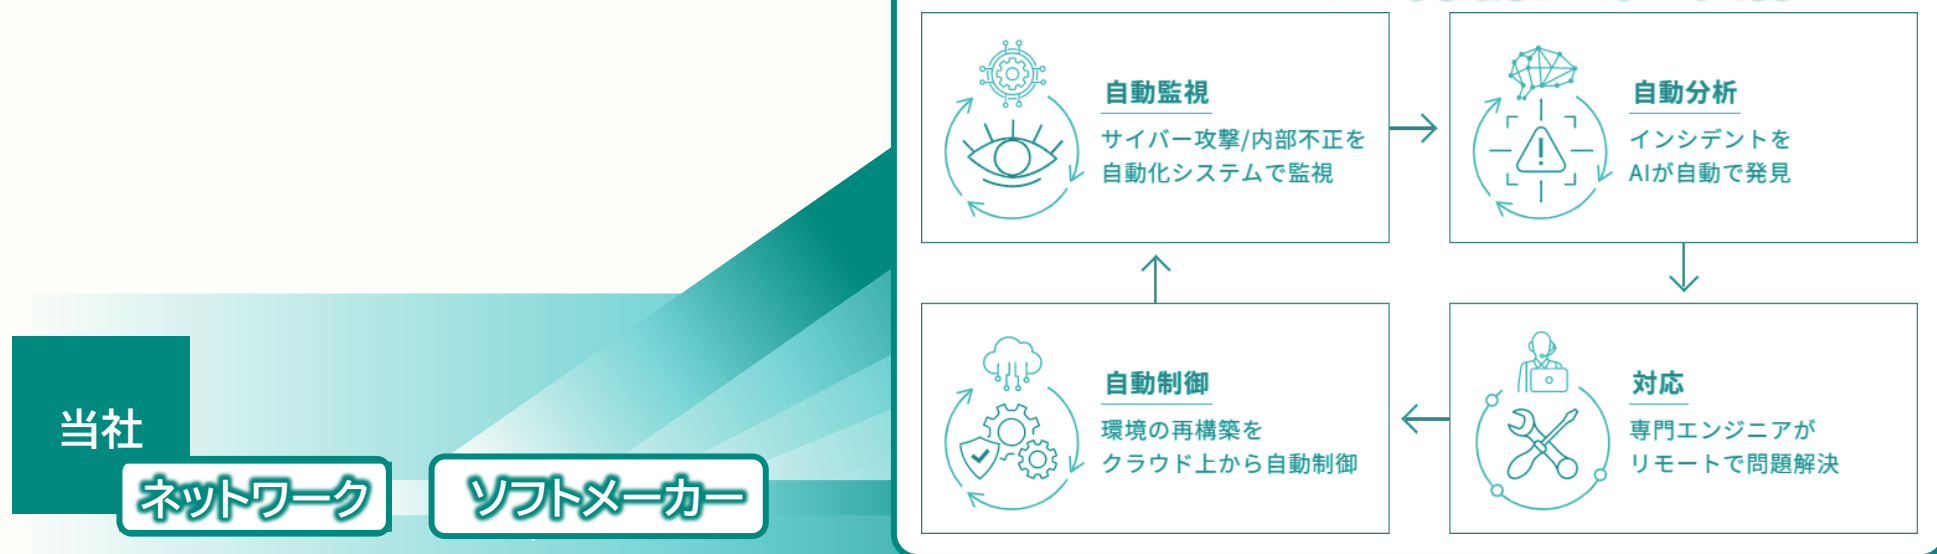 自動監視
サイバー攻撃/内部不正を
自動化システムで監視
自動分析
インシデントを
AIが自動で発見
自動制御
環境の再構築を
クラウド上から自動制御
対応
専門エンジニアが
リモートで問題解決
当社
ネットワーク
ソフトメーカー